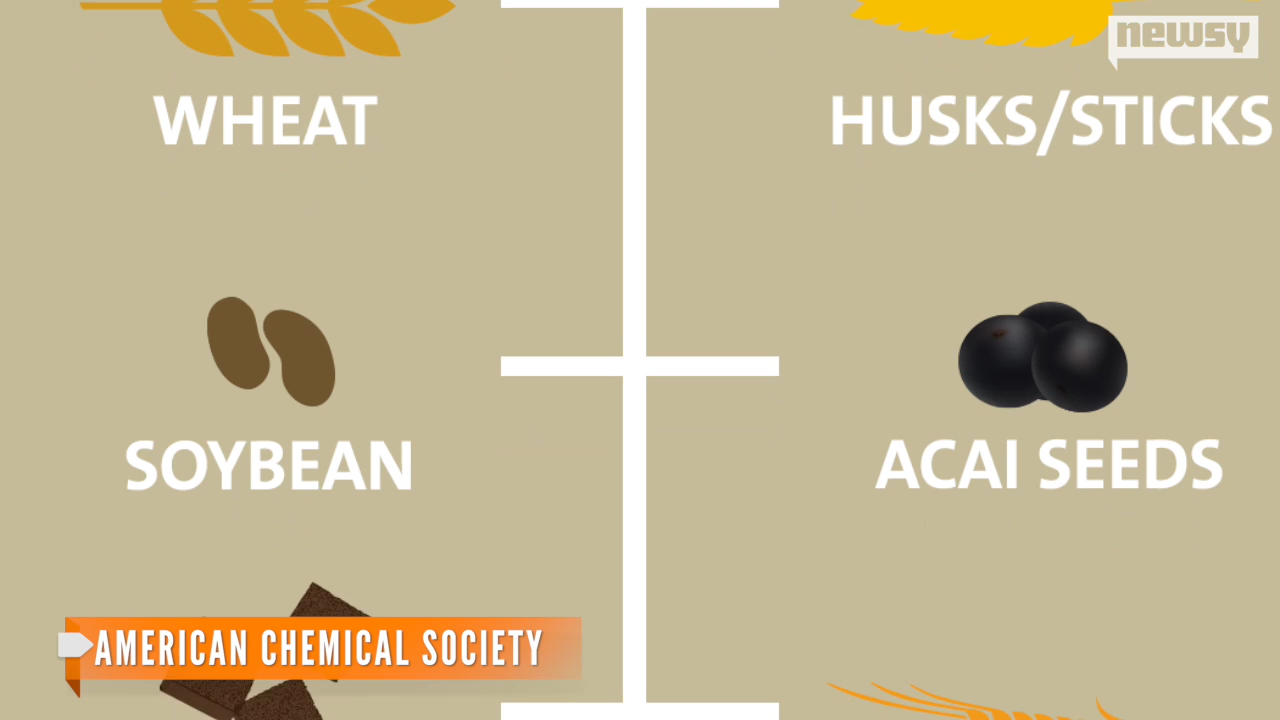 newsy
WHEAT
HUSKS/STICKS
SOYBEAN
ACAI SEEDS
AMERICAN CHEMICAL SOCIETY